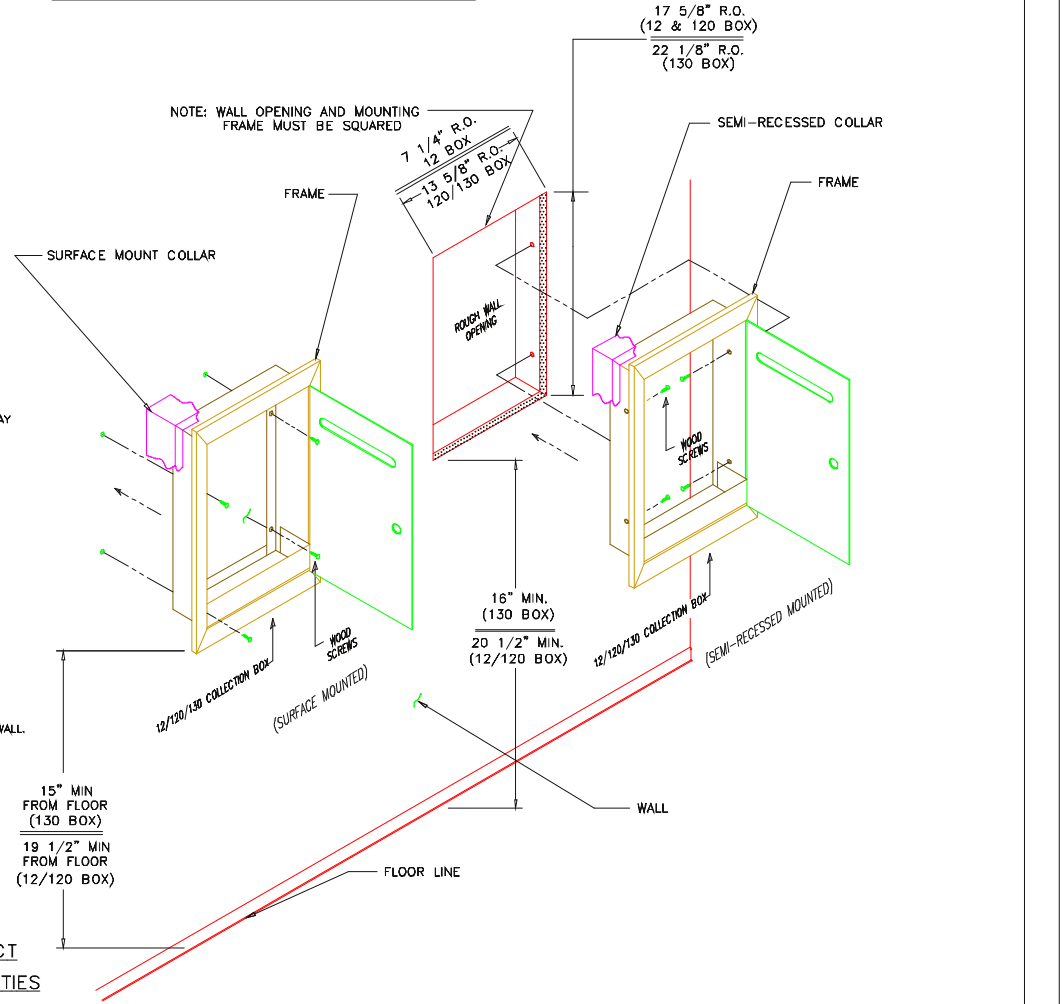 17 5/8" R.O.
(12 & 120 BOX)
22 1/8" R.O.
(130 BOX)
NOTE: WALL OPENING AND MOUNTING
FRAME MUST BE SQUARED
7 1/4" R.O.
12 BOX
13 5/8" R.O.
120/130 BOX
SEMI-RECESSED COLLAR
FRAME
FRAME
SURFACE MOUNT COLLAR
ROUGH WALL
OPENING
AY
WOOD
SCREWS
16" MIN.
(130 BOX)
20 1/2" MIN.
(12/120 BOX)
12/120/130 COLLECTION BOX
(SEMI-RECESSED MOUNTED)
WOOD
SCREWS
12/120/130 COLLECTION BOX
(SURFACE MOUNTED)
WALL.
15" MIN
FROM FLOOR
(130 BOX)
19 1/2" MIN
FROM FLOOR
(12/120 BOX)
WALL
FLOOR LINE
CT
TIES